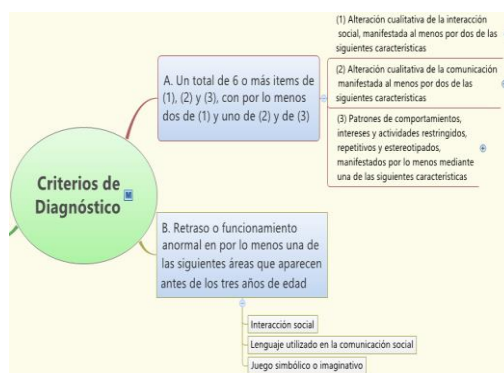 Criterios de
Diagnóstico
A. Un total de 6 o más items de
(1), (2) y (3), con por lo menos
dos de (1) y uno de (2) y de (3)
(1) Alteración cualitativa de la interacción
social, manifestada al menos por dos de las
siguientes características
(2) Alteración cualitativa de la comunicación
manifestada al menos por dos de las
siguientes características
(3) Patrones de comportamientos,
intereses y actividades restringidos,
repetitivos y estereotipados,
manifestados por lo menos mediante
una de las siguientes características
B. Retraso o funcionamiento
anormal en por lo menos una de
las siguientes áreas que aparecen
antes de los tres años de edad
Interacción social
Lenguaje utilizado en la comunicación social
Juego simbólico o imaginativo